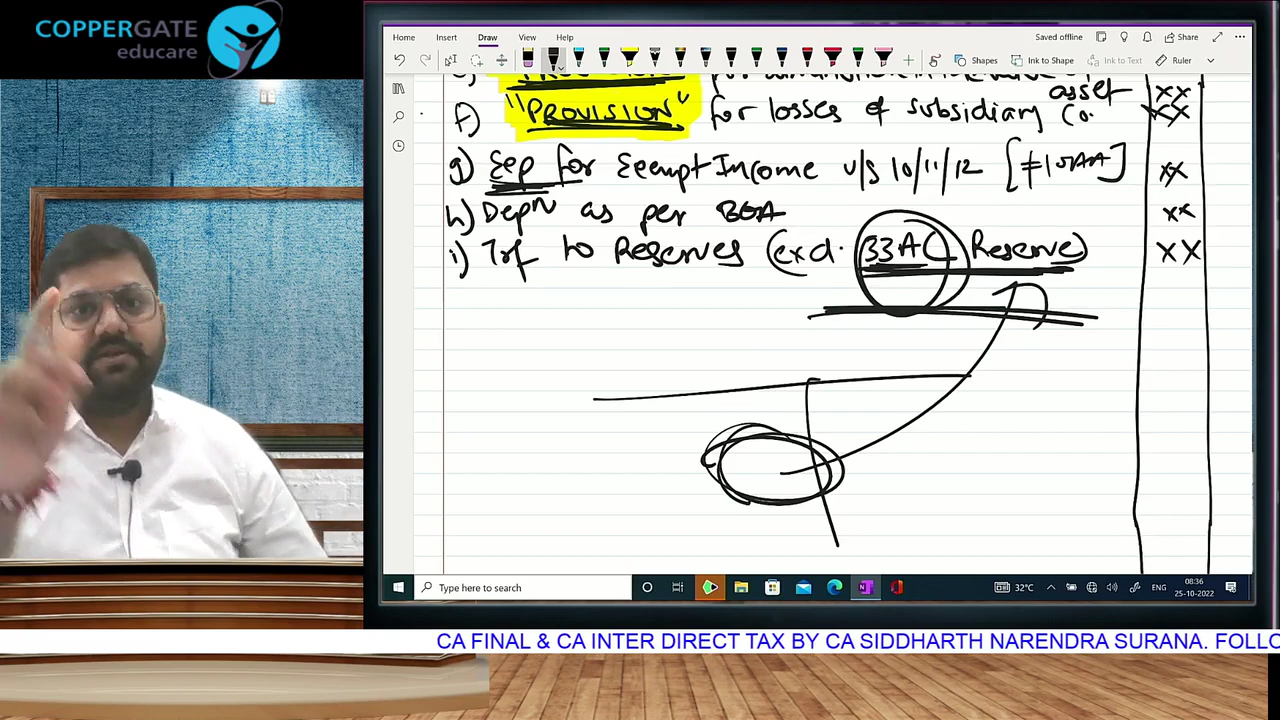 COPPERGATE
educare
Home Insert Draw View Help
Saved offline Share
Shapes Ink to Shape Ink to Text Ruler
asset xx
f) "PROVISION" for losses of subsidiary Co. xx
g) Exp for Exempt Income u/s 10/11/12 [≠10AA] xx
h) Depn as per BOA xx
i) Trf to Reserves (excl. 33AC Reserve) xx
Type here to search
32°C ENG 08:36
25-10-2022
CA FINAL & CA INTER DIRECT TAX BY CA SIDDHARTH NARENDRA SURANA. FOLLO